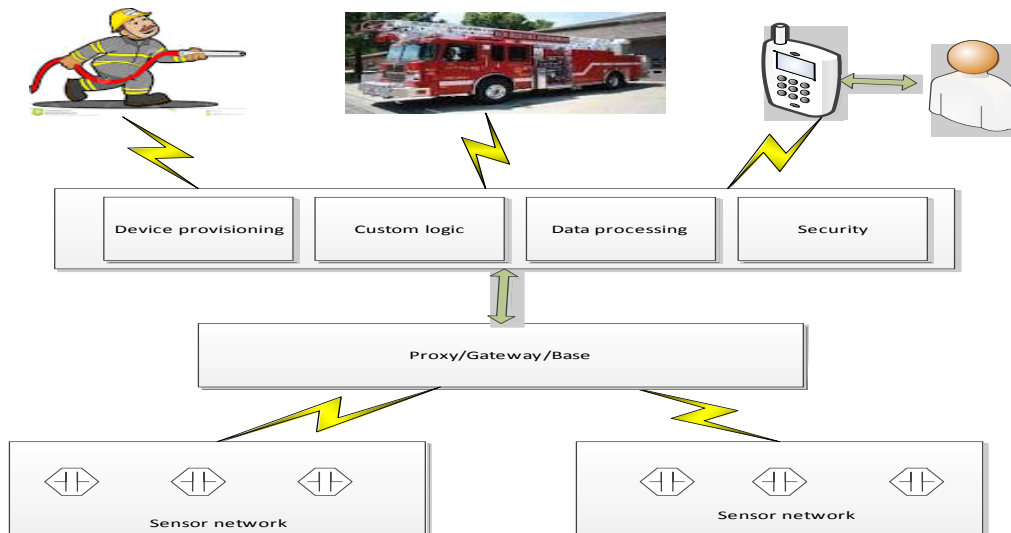 Device provisioning
Custom logic
Data processing
Security
Proxy/Gateway/Base
Sensor network
Sensor network